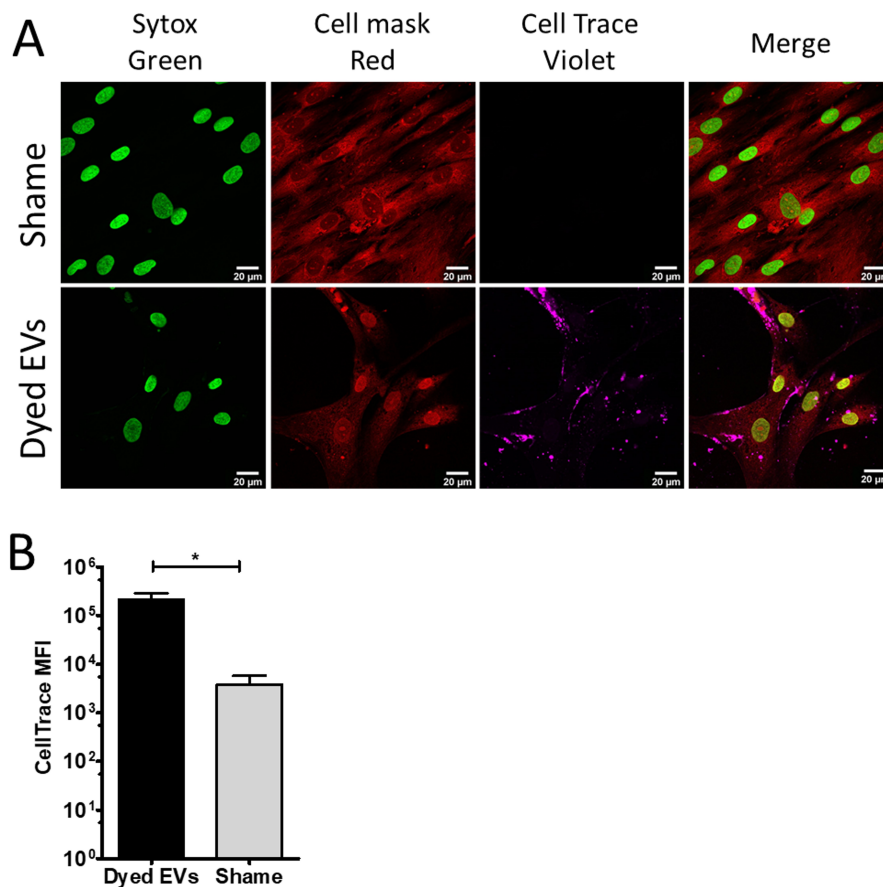 A
Sytox
Green
Cell mask
Red
Cell Trace
Violet
Merge
Shame
20 µm
20 µm
20 µm
20 µm
Dyed EVs
20 µm
20 µm
20 µm
20 µm
B
*
CellTrace MFI
10⁶
10⁵
10⁴
10³
10²
10¹
10⁰
Dyed EVs Shame